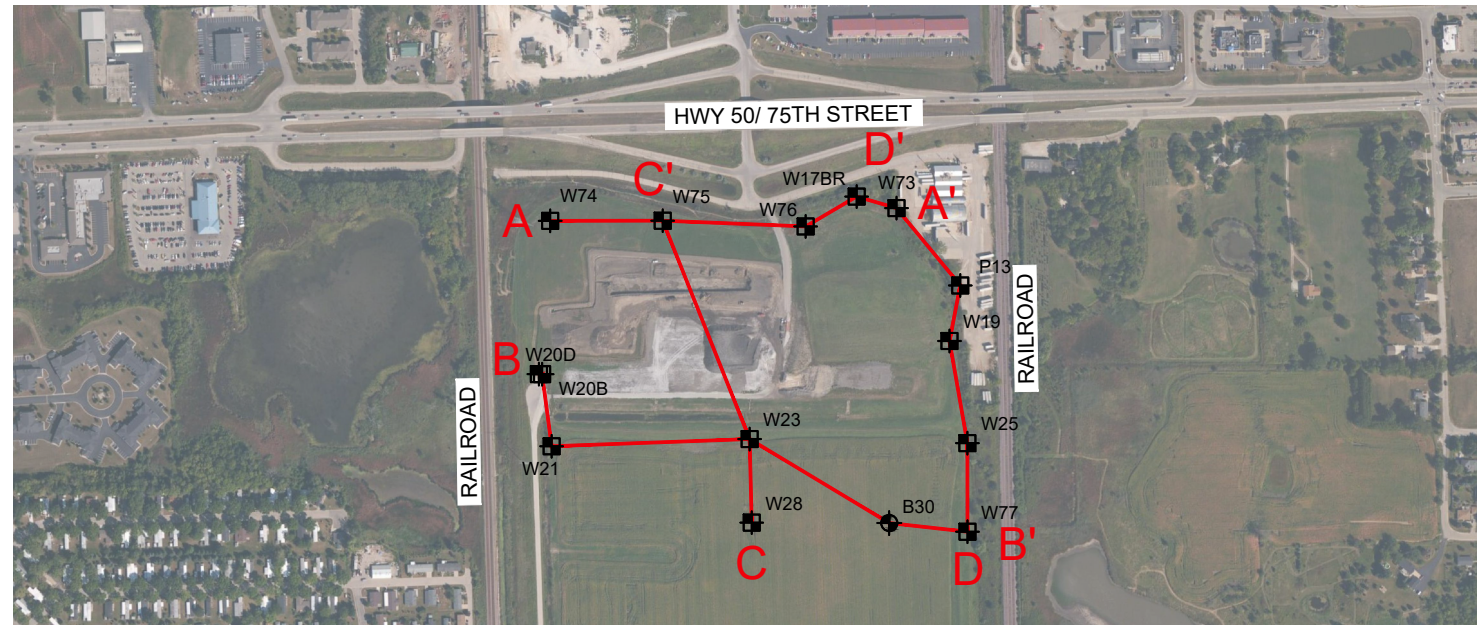 HWY 50/ 75TH STREET
D'
C'
W17BR
W73
W74
W75
W76
A'
A
P13
RAILROAD
W19
B
W20D
W20B
RAILROAD
W23
W25
W21
W28
B30
W77
B'
C
D